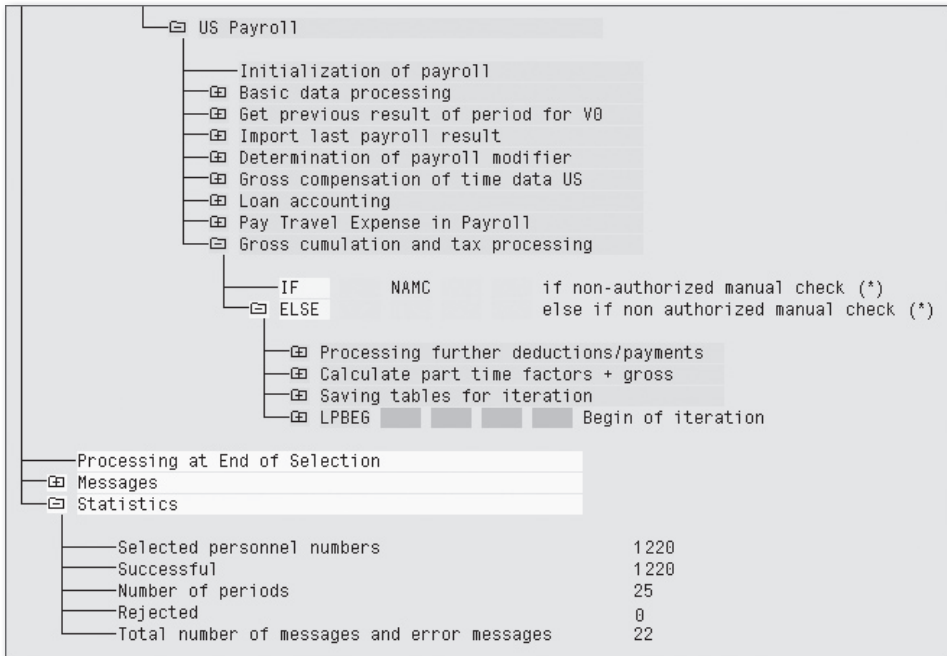 US Payroll
Initialization of payroll
Basic data processing
Get previous result of period for V0
Import last payroll result
Determination of payroll modifier
Gross compensation of time data US
Loan accounting
Pay Travel Expense in Payroll
Gross cumulation and tax processing
IF NAMC if non-authorized manual check (*)
ELSE else if non authorized manual check (*)
Processing further deductions/payments
Calculate part time factors + gross
Saving tables for iteration
LPBEG Begin of iteration
Processing at End of Selection
Messages
Statistics
Selected personnel numbers 1220
Successful 1220
Number of periods 25
Rejected 0
Total number of messages and error messages 22